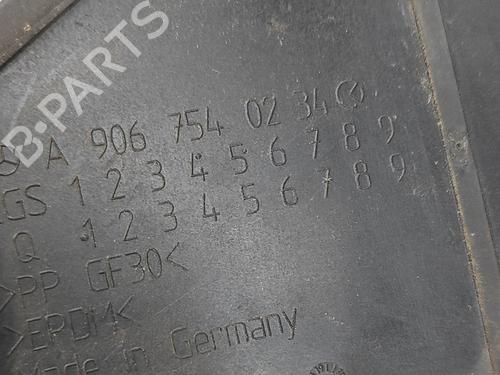 B-PARTS
A 906 754 02 34
ZGS 1 2 3 4 5 6 7 8 9
Q 1 2 3 4 5 6 7 8 9
>PP GF30<
>EPDM<
Made in Germany